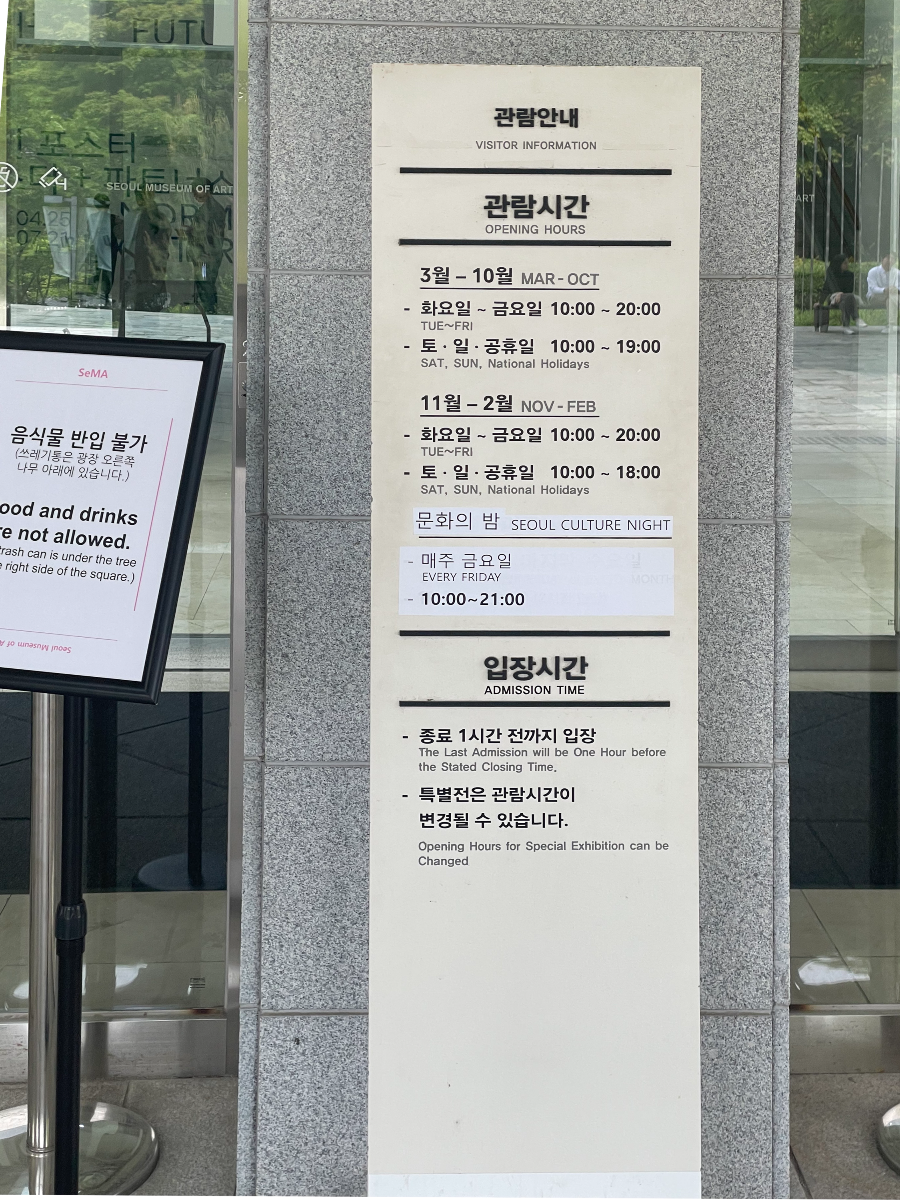 관람안내
VISITOR INFORMATION
관람시간
OPENING HOURS
3월 – 10월 MAR - OCT
- 화요일 ~ 금요일 10:00 ~ 20:00
TUE~FRI
- 토 · 일 · 공휴일 10:00 ~ 19:00
SAT, SUN, National Holidays
11월 – 2월 NOV - FEB
- 화요일 ~ 금요일 10:00 ~ 20:00
TUE~FRI
- 토 · 일 · 공휴일 10:00 ~ 18:00
SAT, SUN, National Holidays
문화의 밤 SEOUL CULTURE NIGHT
- 매주 금요일
EVERY FRIDAY
- 10:00~21:00
입장시간
ADMISSION TIME
- 종료 1시간 전까지 입장
The Last Admission will be One Hour before
the Stated Closing Time.
- 특별전은 관람시간이
변경될 수 있습니다.
Opening Hours for Special Exhibition can be
Changed
SEOUL MUSEUM OF ART
SeMA
음식물 반입 불가
(쓰레기통은 광장 오른쪽
나무 아래에 있습니다.)
and drinks
not allowed.
trash can is under the tree
right side of the square.)
Seoul Museum of
ART